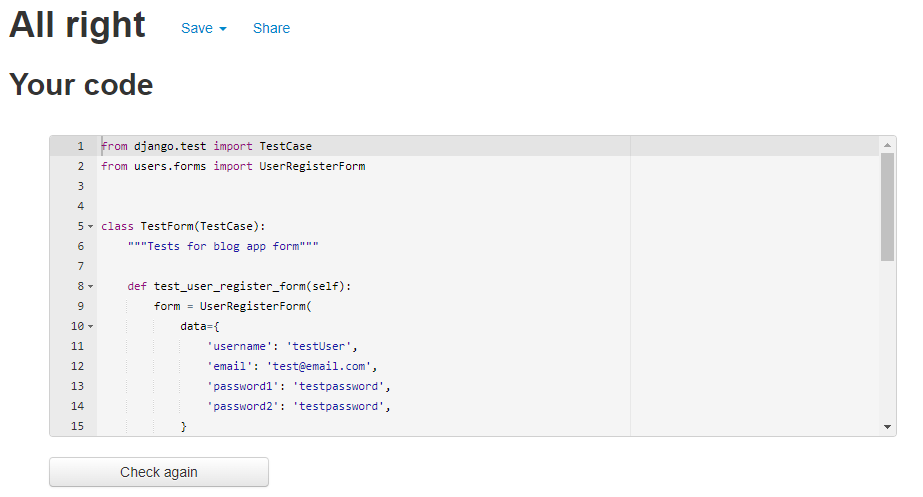 All right Save Share
Your code
1 from django.test import TestCase
2 from users.forms import UserRegisterForm
3
4
5 class TestForm(TestCase):
6     """Tests for blog app form"""
7
8     def test_user_register_form(self):
9         form = UserRegisterForm(
10             data={
11                 'username': 'testUser',
12                 'email': 'test@email.com',
13                 'password1': 'testpassword',
14                 'password2': 'testpassword',
15             }
Check again